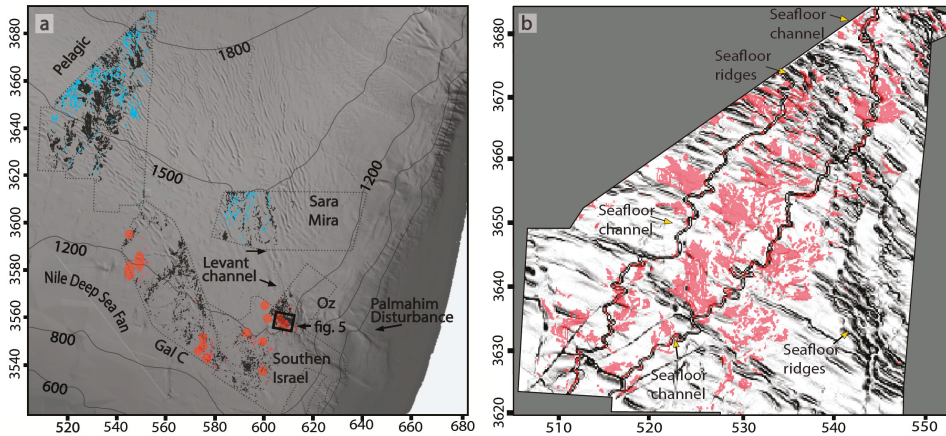 a
3680
3660
3640
3620
3600
3580
3560
3540
520
540
560
580
600
620
640
660
680
Pelagic
1800
1500
1200
1200
800
600
Sara
Mira
Levant
channel
Oz
fig. 5
Palmahim
Disturbance
Nile Deep Sea Fan
Gal C
Southen
Israel
b
3680
3670
3660
3650
3640
3630
3620
510
520
530
540
550
Seafloor
channel
Seafloor
ridges
Seafloor
channel
Seafloor
channel
Seafloor
ridges